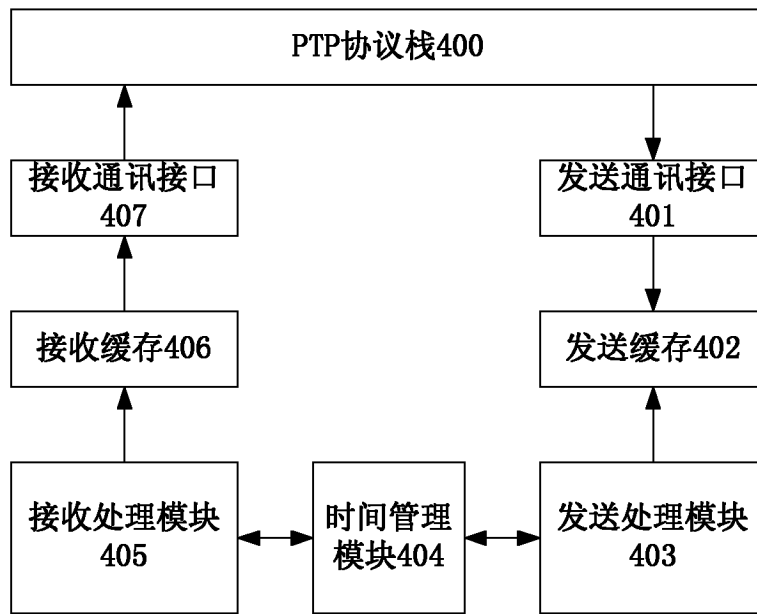 PTP协议栈400
接收通讯接口
407
发送通讯接口
401
接收缓存406
发送缓存402
接收处理模块
405
时间管理
模块404
发送处理模块
403